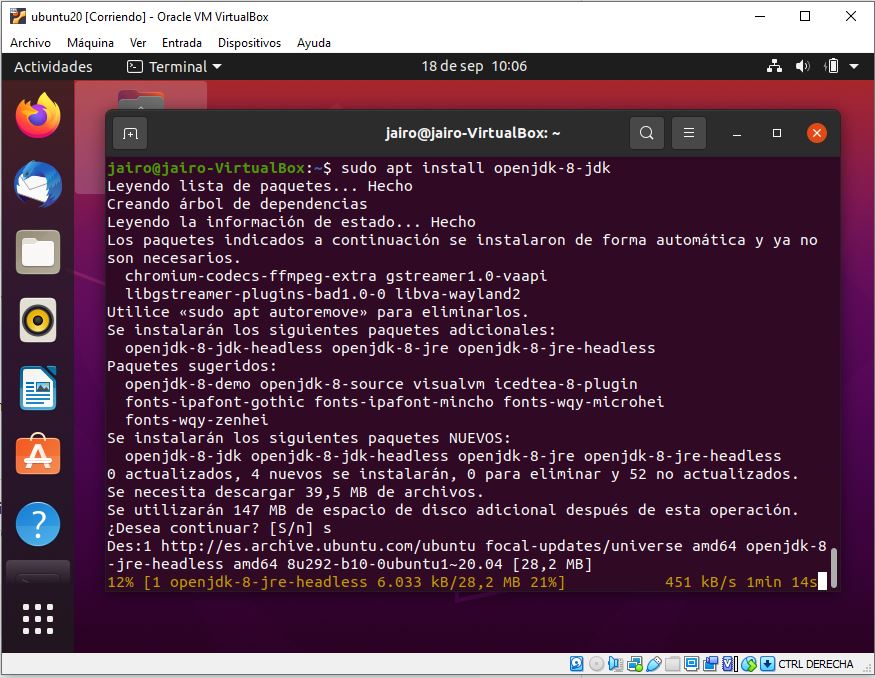 ubuntu20 [Corriendo] - Oracle VM VirtualBox
Archivo Máquina Ver Entrada Dispositivos Ayuda
Actividades Terminal 18 de sep 10:06
jairo@jairo-VirtualBox: ~
jairo@jairo-VirtualBox:~$ sudo apt install openjdk-8-jdk
Leyendo lista de paquetes... Hecho
Creando árbol de dependencias
Leyendo la información de estado... Hecho
Los paquetes indicados a continuación se instalaron de forma automática y ya no
son necesarios.
chromium-codecs-ffmpeg-extra gstreamer1.0-vaapi
libgstreamer-plugins-bad1.0-0 libva-wayland2
Utilice «sudo apt autoremove» para eliminarlos.
Se instalarán los siguientes paquetes adicionales:
openjdk-8-jdk-headless openjdk-8-jre openjdk-8-jre-headless
Paquetes sugeridos:
openjdk-8-demo openjdk-8-source visualvm icedtea-8-plugin
fonts-ipafont-gothic fonts-ipafont-mincho fonts-wqy-microhei
fonts-wqy-zenhei
Se instalarán los siguientes paquetes NUEVOS:
openjdk-8-jdk openjdk-8-jdk-headless openjdk-8-jre openjdk-8-jre-headless
0 actualizados, 4 nuevos se instalarán, 0 para eliminar y 52 no actualizados.
Se necesita descargar 39,5 MB de archivos.
Se utilizarán 147 MB de espacio de disco adicional después de esta operación.
¿Desea continuar? [S/n] s
Des:1 http://es.archive.ubuntu.com/ubuntu focal-updates/universe amd64 openjdk-8
-jre-headless amd64 8u292-b10-0ubuntu1~20.04 [28,2 MB]
12% [1 openjdk-8-jre-headless 6.033 kB/28,2 MB 21%] 451 kB/s 1min 14s
CTRL DERECHA